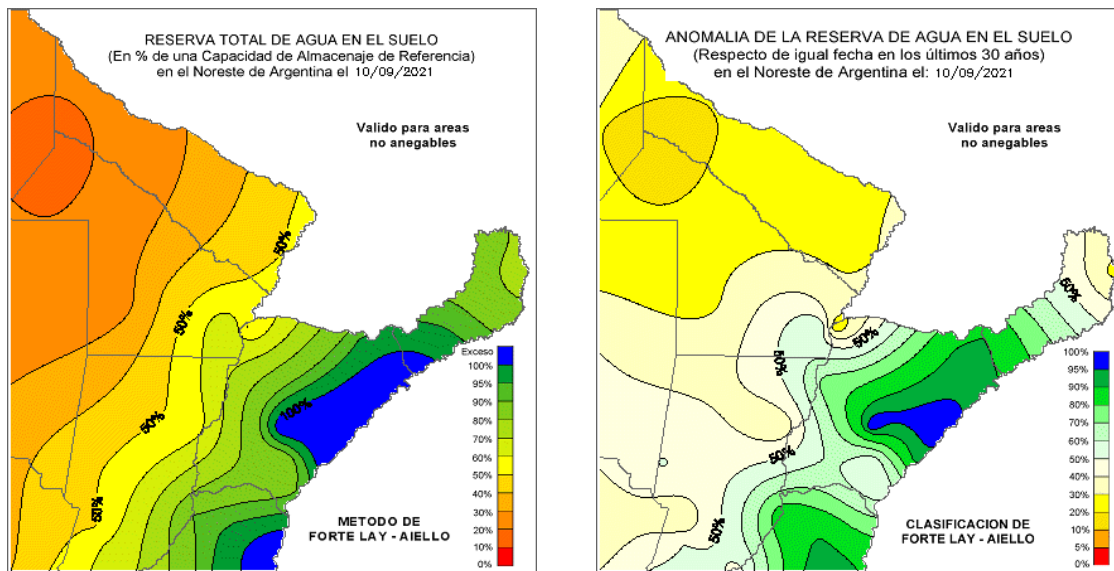 RESERVA TOTAL DE AGUA EN EL SUELO
(En % de una Capacidad de Almacenaje de Referencia)
en el Noreste de Argentina el 10/09/2021
Valido para areas
no anegables
50%
50%
50%
50%
100%
Exceso
100%
95%
90%
80%
70%
60%
50%
40%
30%
20%
10%
0%
METODO DE
FORTE LAY - AIELLO
ANOMALIA DE LA RESERVA DE AGUA EN EL SUELO
(Respecto de igual fecha en los últimos 30 años)
en el Noreste de Argentina el: 10/09/2021
Valido para areas
no anegables
50%
50%
50%
50%
50%
100%
95%
90%
80%
70%
60%
50%
40%
30%
20%
10%
5%
0%
CLASIFICACION DE
FORTE LAY - AIELLO